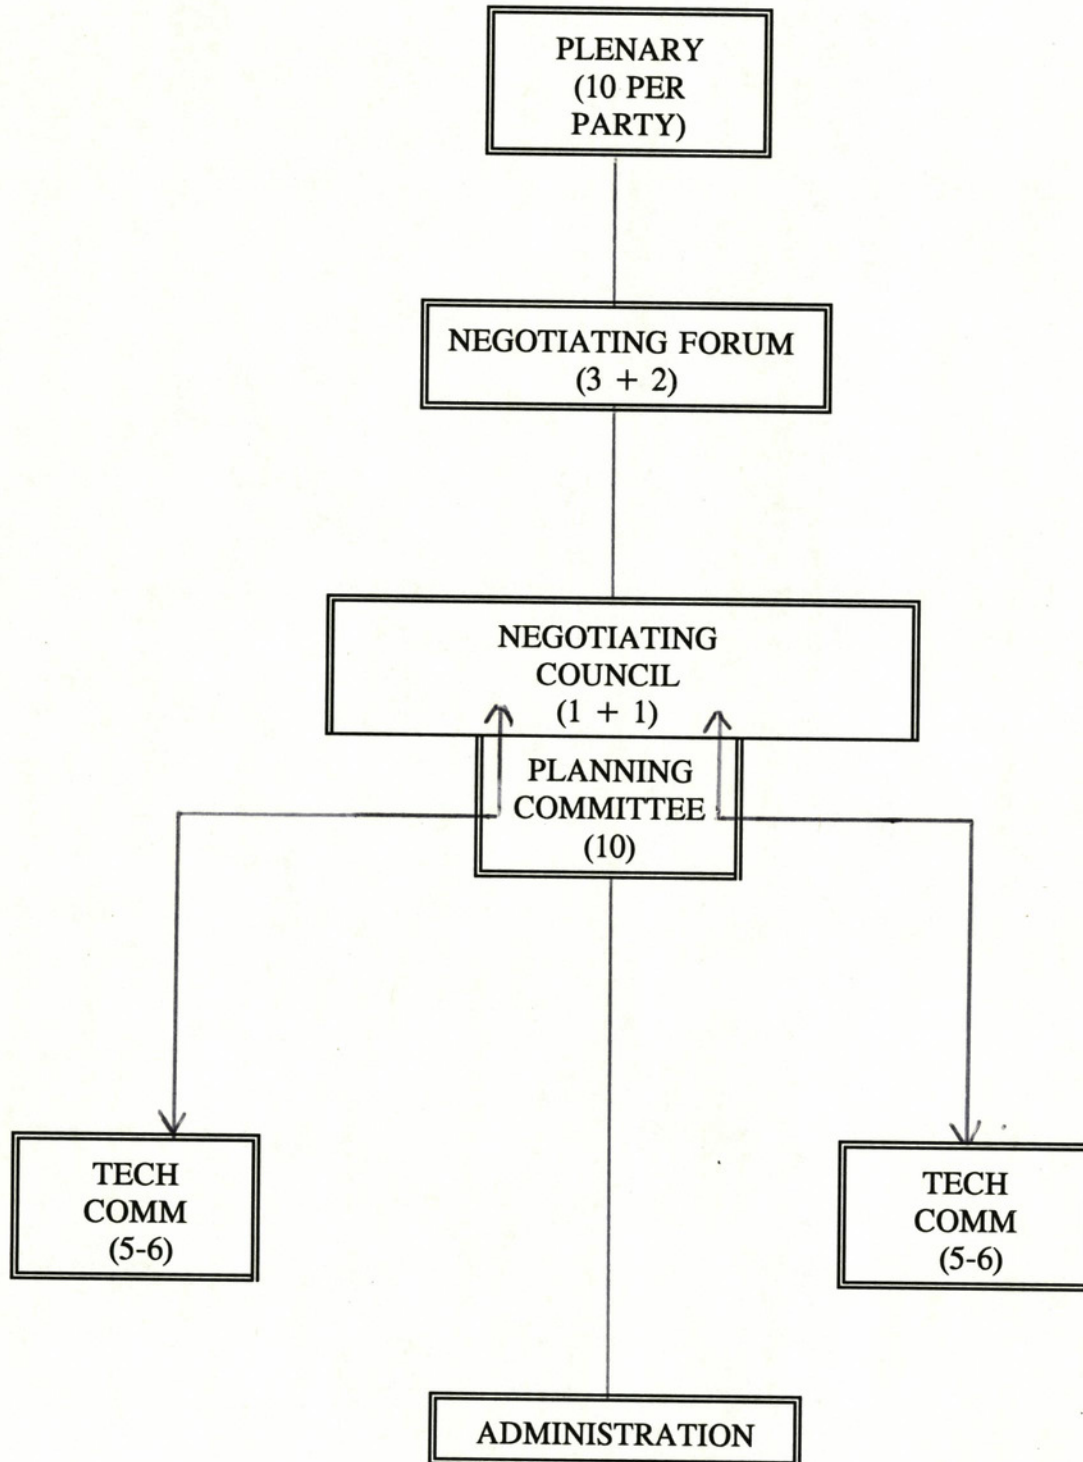 PLENARY
(10 PER
PARTY)
NEGOTIATING FORUM
(3 + 2)
NEGOTIATING
COUNCIL
(1 + 1)
PLANNING
COMMITTEE
(10)
TECH
COMM
(5-6)
TECH
COMM
(5-6)
ADMINISTRATION